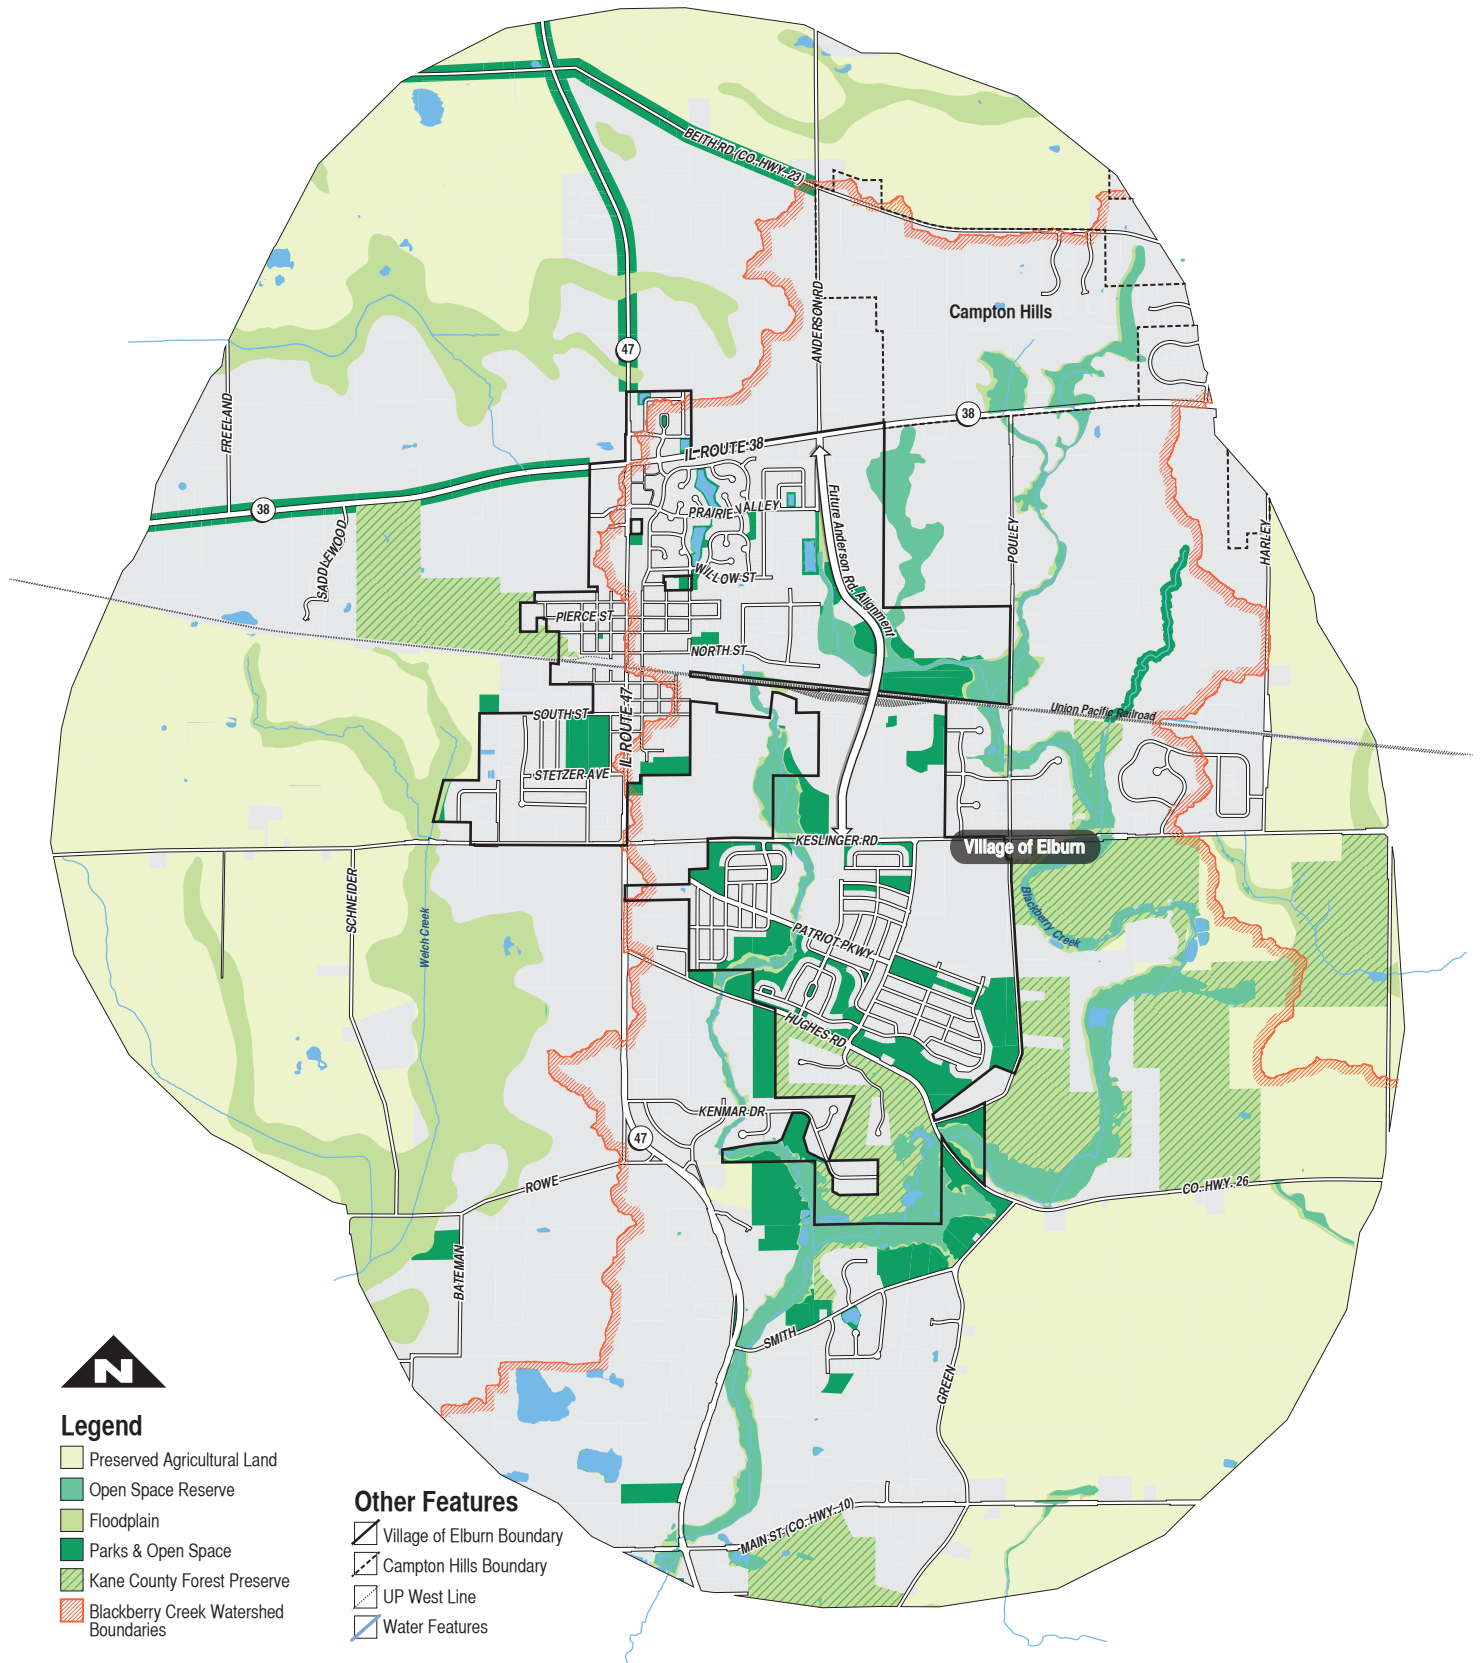 BEITH RD (CO. HWY. 23)
Campton Hills
ANDERSON RD
47
FREELAND
38
IL ROUTE 38
38
SADDLEWOOD
PRAIRIE VALLEY
Future Anderson Rd. Alignment
POULEY
HARLEY
WILLOW ST
PIERCE ST
NORTH ST
Union Pacific Railroad
SOUTH ST
IL ROUTE 47
STETZER AVE
KESLINGER RD
Village of Elburn
SCHNEIDER
Welch Creek
Blackberry Creek
PATRIOT PKWY
HUGHES RD
KENMAR DR
47
ROWE
CO. HWY. 26
BATEMAN
SMITH
GREEN
MAIN ST (CO. HWY. 10)
N
Legend
Preserved Agricultural Land
Open Space Reserve
Floodplain
Parks & Open Space
Kane County Forest Preserve
Blackberry Creek Watershed
Boundaries
Other Features
Village of Elburn Boundary
Campton Hills Boundary
UP West Line
Water Features